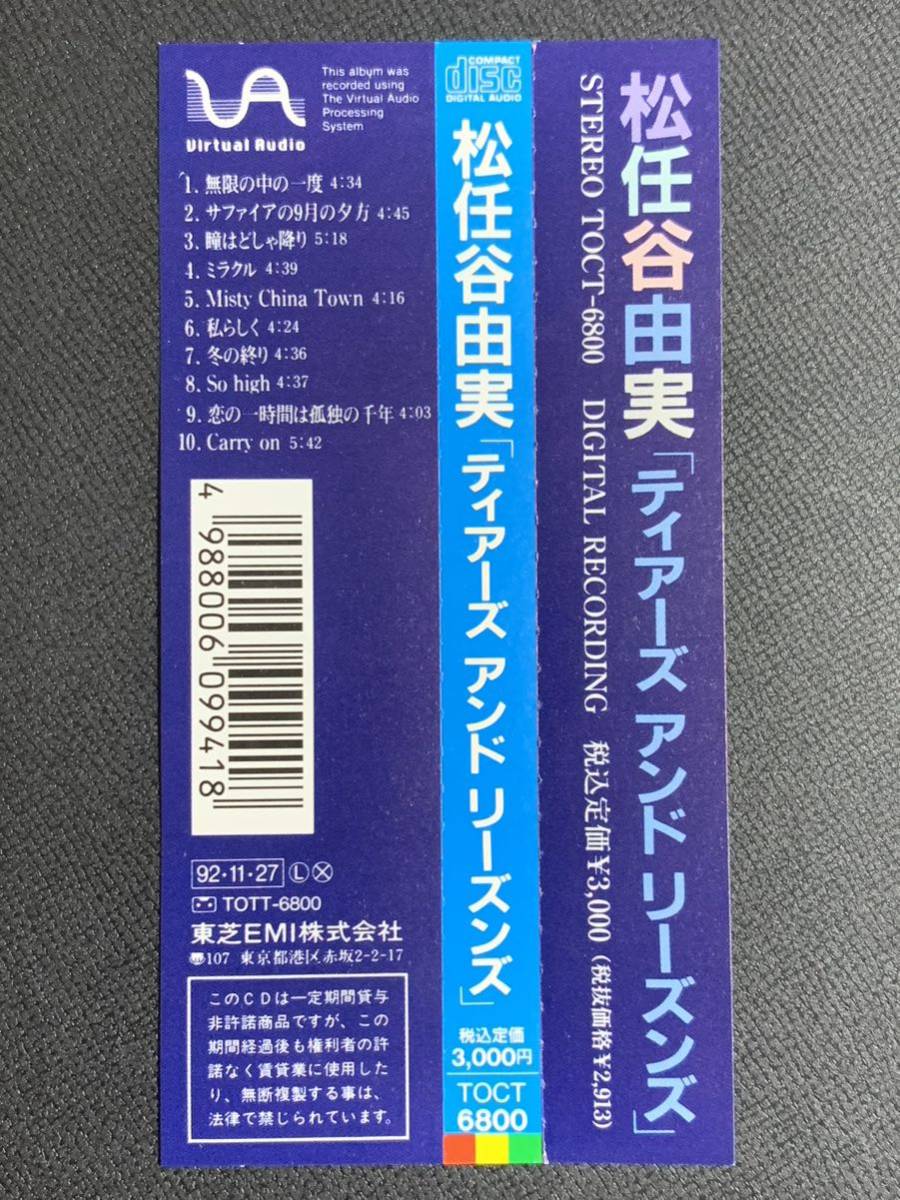 VA
Virtual Audio
This album was
recorded using
The Virtual Audio
Processing
System
1. 無限の中の一度 4:34
2. サファイアの9月の夕方 4:45
3. 瞳はどしゃ降り 5:18
4. ミラクル 4:39
5. Misty China Town 4:16
6. 私らしく 4:24
7. 冬の終り 4:36
8. So high 4:37
9. 恋の一時間は孤独の千年 4:03
10. Carry on 5:42
4 988006 099418
92・11・27 Ⓛ Ⓧ
TOTT-6800
東芝EMI株式会社
107 東京都港区赤坂2-2-17
このCDは一定期間貸与
非許諾商品ですが、この
期間経過後も権利者の許
諾なく賃貸業に使用した
り、無断複製する事は、
法律で禁じられています。
COMPACT
disc
DIGITAL AUDIO
松任谷由実「ティアーズ アンド リーズンズ」
税込定価
3,000円
TOCT
6800
松任谷由実「ティアーズ アンド リーズンズ」
STEREO TOCT-6800 DIGITAL RECORDING 税込定価¥3,000（税抜価格¥2,913）